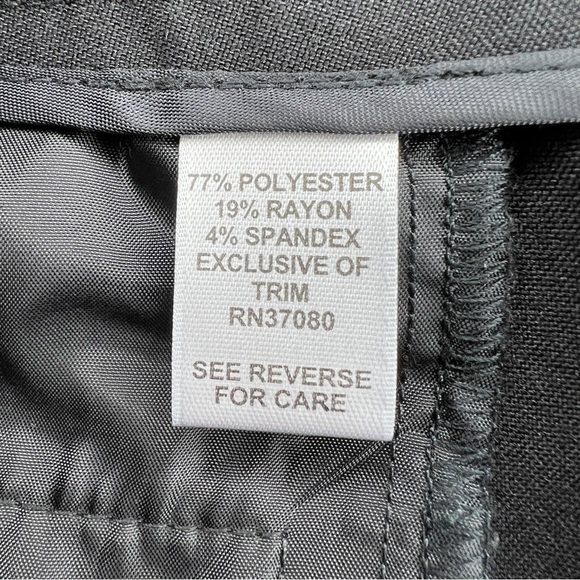 77% POLYESTER
19% RAYON
4% SPANDEX
EXCLUSIVE OF
TRIM
RN37080
SEE REVERSE
FOR CARE